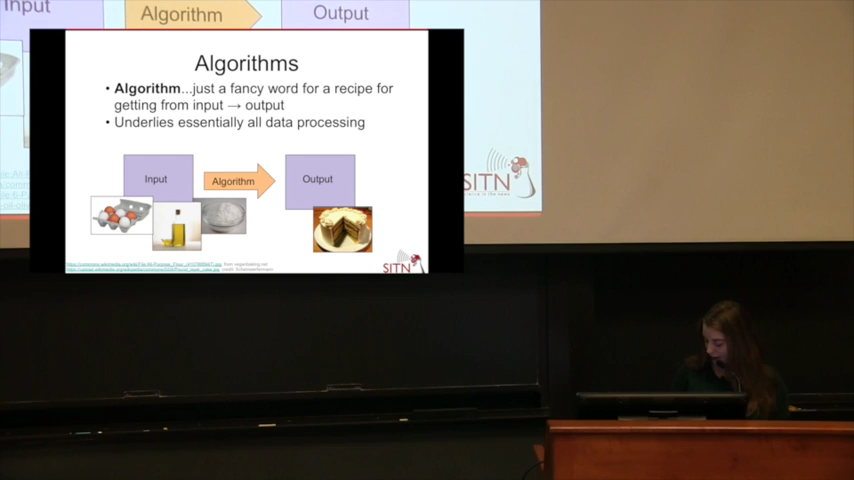 Input
Algorithm
Output
Algorithms
• Algorithm...just a fancy word for a recipe for
getting from input → output
• Underlies essentially all data processing
Input
Algorithm
Output
SITN
SITN